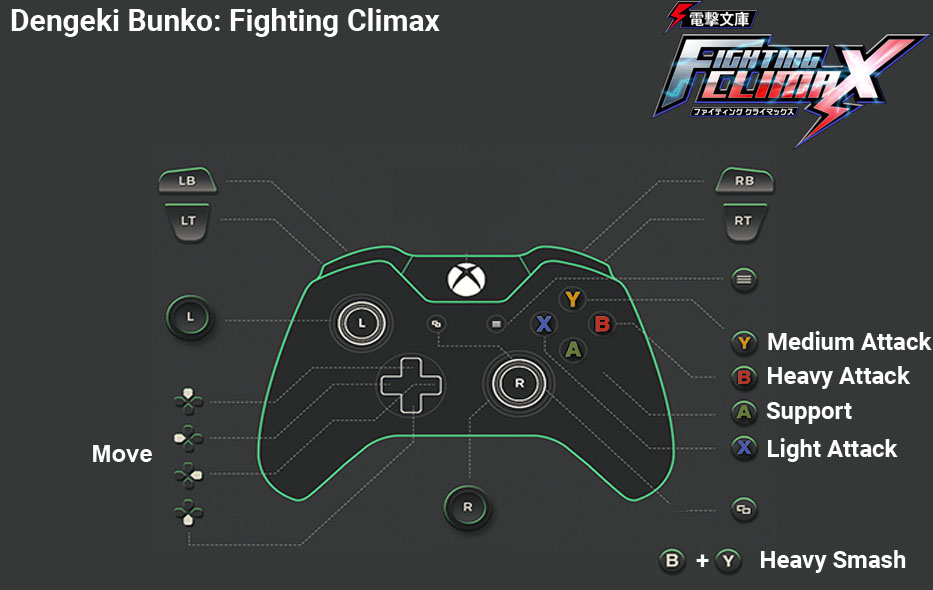 Dengeki Bunko: Fighting Climax
電撃文庫
FIGHTING
CLIMAX
ファイティング クライマックス
LB
RB
LT
RT
Y
L
L
X
B
A
Y Medium Attack
R
B Heavy Attack
A Support
Move
X Light Attack
R
B + Y Heavy Smash